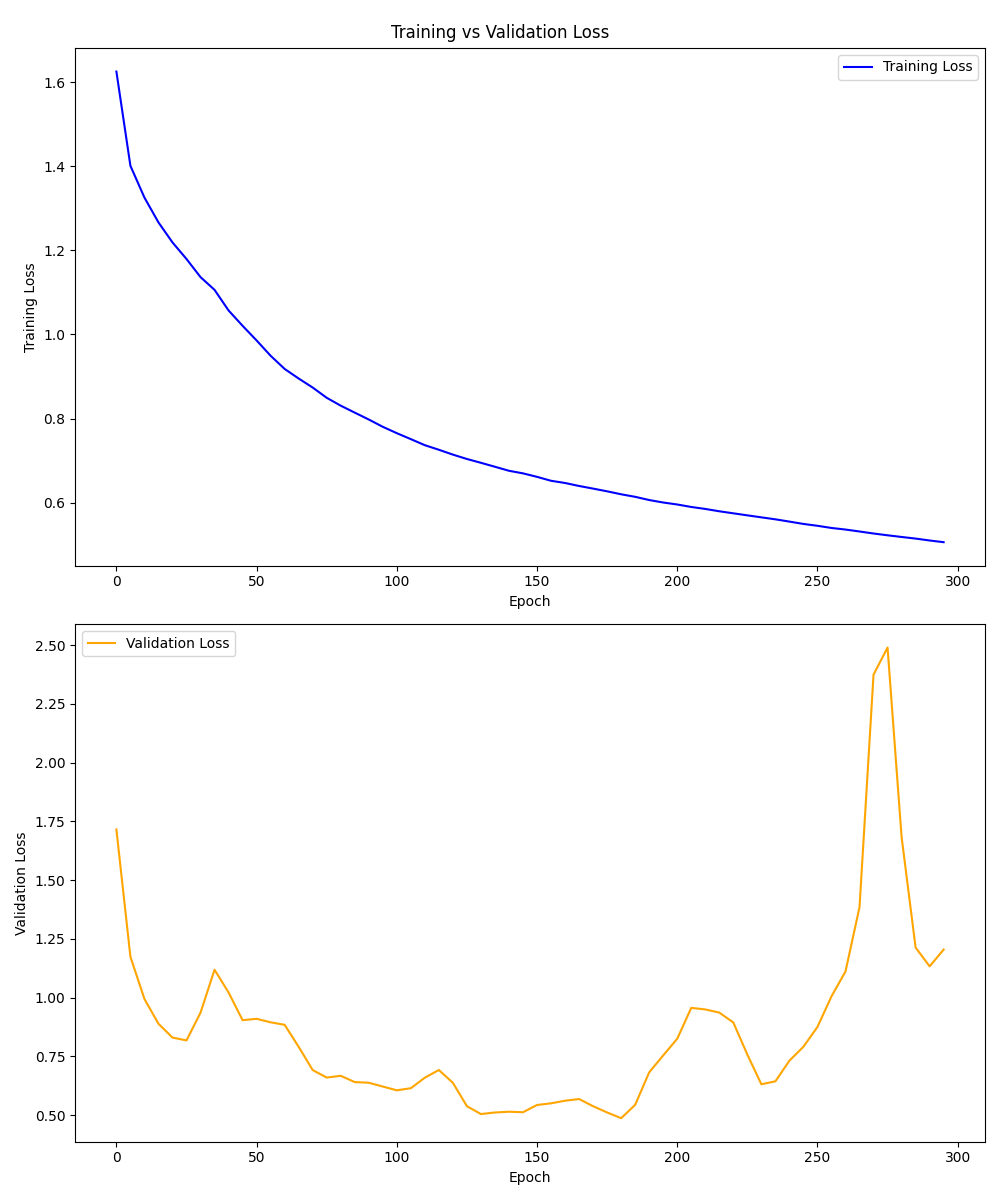 Training vs Validation Loss
Training Loss
1.6
1.4
1.2
1.0
0.8
0.6
Training Loss
0 50 100 150 200 250 300
Epoch
Validation Loss
2.50
2.25
2.00
1.75
1.50
1.25
1.00
0.75
0.50
Validation Loss
0 50 100 150 200 250 300
Epoch